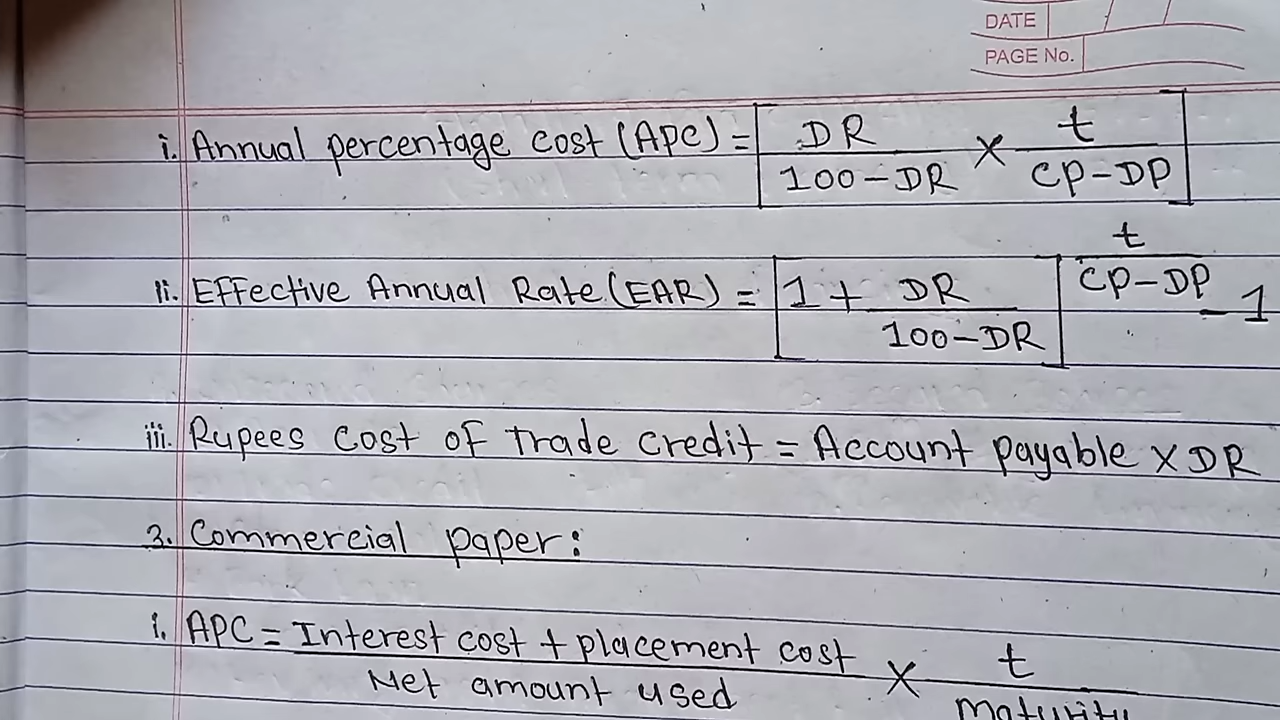 DATE
PAGE No.
i. Annual percentage cost (APC) = [DR / 100-DR × t / CP-DP]
ii. Effective Annual Rate (EAR) = [1 + DR / 100-DR]^(t / CP-DP) - 1
iii. Rupees cost of trade credit = Account payable × DR
3. Commercial paper:
i. APC = Interest cost + placement cost / Net amount used × t / maturity